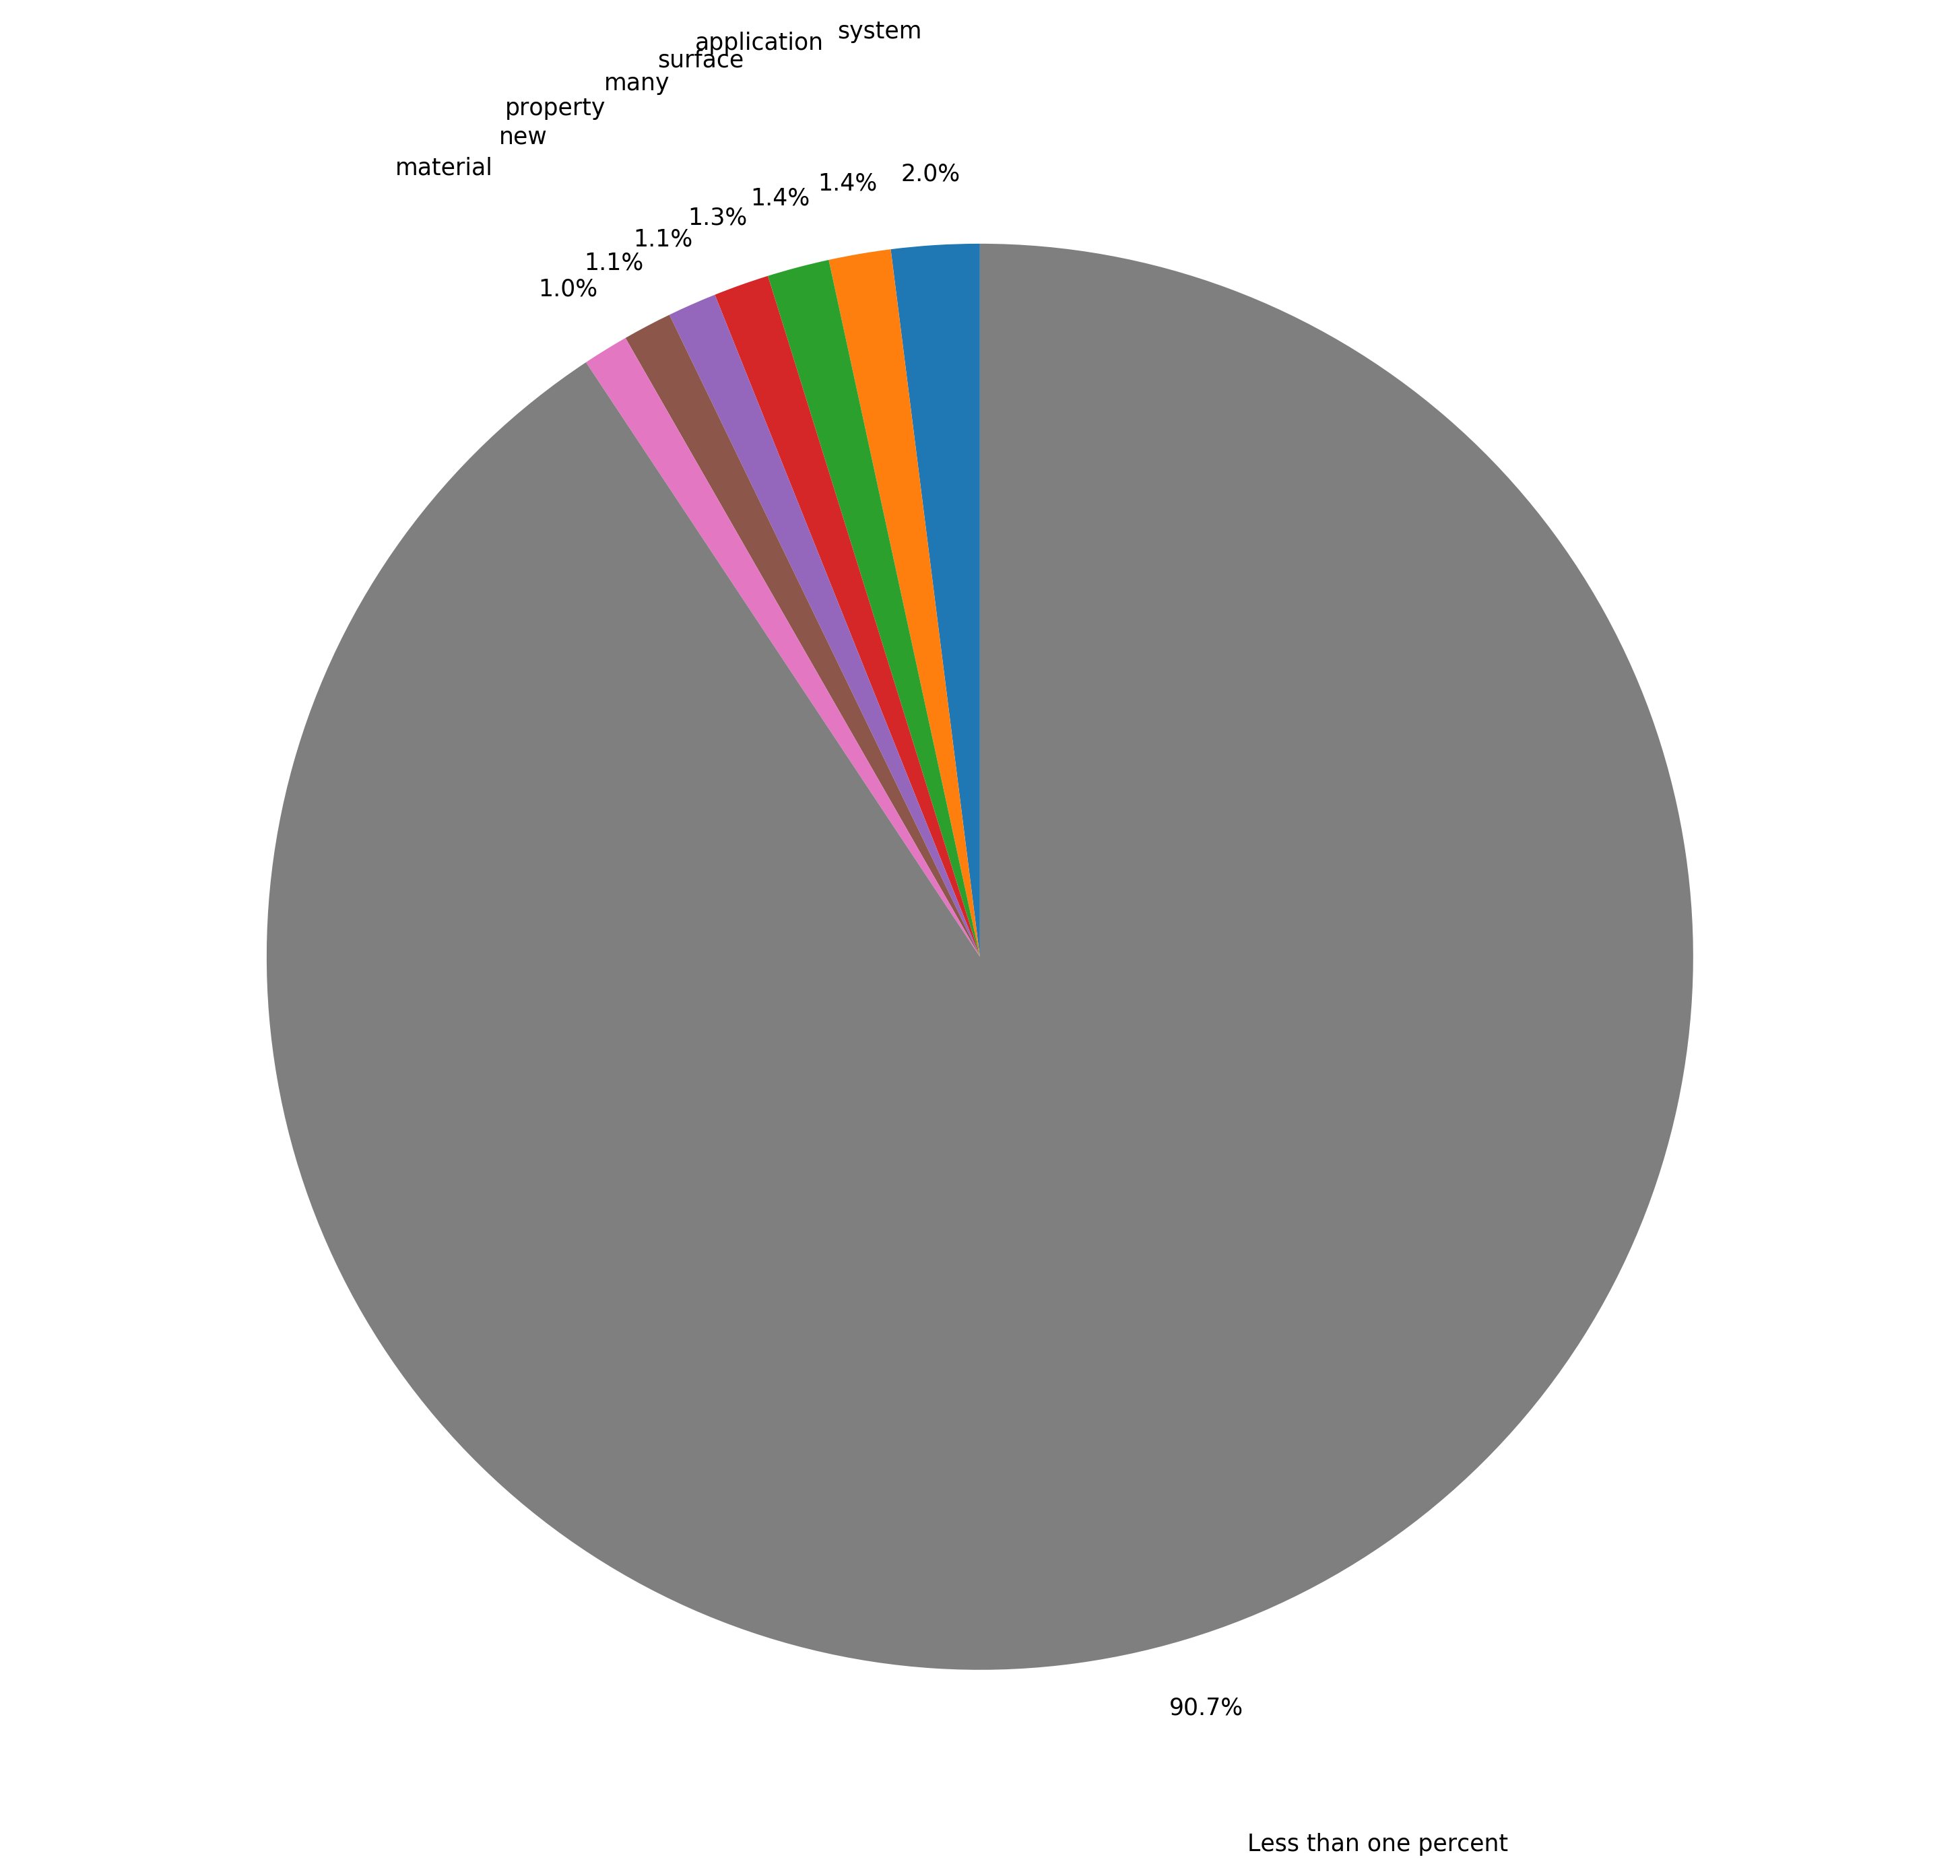 system
application
surface
many
property
new
material
2.0%
1.4%
1.4%
1.3%
1.1%
1.1%
1.0%
90.7%
Less than one percent